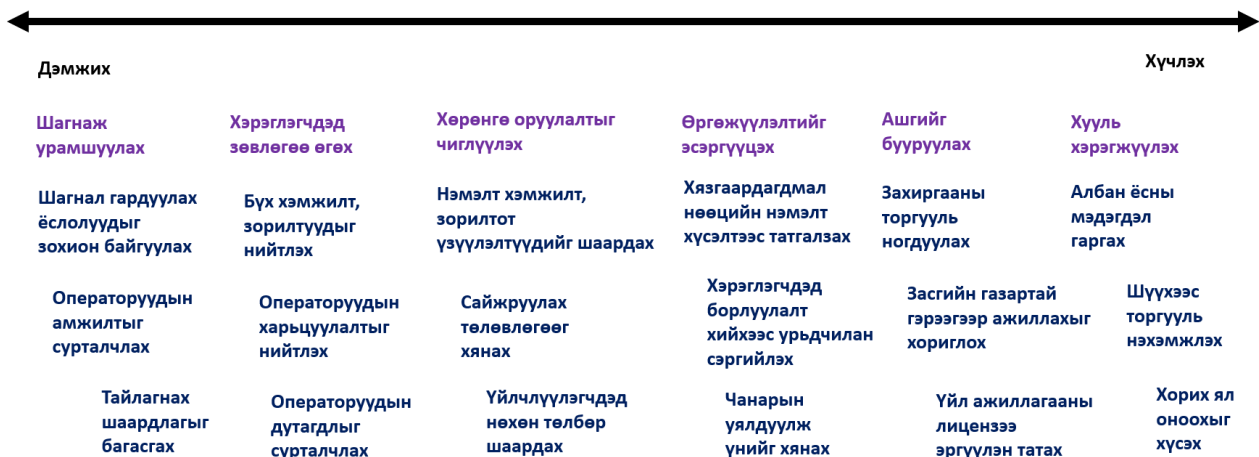 Дэмжих
Хүчлэх
Шагнаж
урамшуулах
Шагнал гардуулах
ёслолуудыг
зохион байгуулах
Операторуудын
амжилтыг
сурталчлах
Тайлагнах
шаардлагыг
багасгах
Хэрэглэгчдэд
зөвлөгөө өгөх
Бүх хэмжилт,
зорилтуудыг
нийтлэх
Операторуудын
харьцуулалтыг
нийтлэх
Операторуудын
дутагдлыг
сурталчлах
Хөрөнгө оруулалтыг
чиглүүлэх
Нэмэлт хэмжилт,
зорилтот
үзүүлэлтүүдийг шаардах
Сайжруулах
төлөвлөгөөг
хянах
Үйлчлүүлэгчдэд
нөхөн төлбөр
шаардах
Өргөжүүлэлтийг
эсэргүүцэх
Хязгаардагдмал
нөөцийн нэмэлт
хүсэлтээс татгалзах
Хэрэглэгчдэд
борлуулалт
хийхээс урьдчилан
сэргийлэх
Чанарын
уялдуулж
үнийг хянах
Ашгийг
бууруулах
Захиргааны
торгууль
ногдуулах
Засгийн газартай
гэрээгээр ажиллахыг
хориглох
Үйл ажиллагааны
лицензээ
эргүүлэн татах
Хууль
хэрэгжүүлэх
Албан ёсны
мэдэгдэл
гаргах
Шүүхээс
торгууль
нэхэмжлэх
Хорих ял
оноохыг
хүсэх